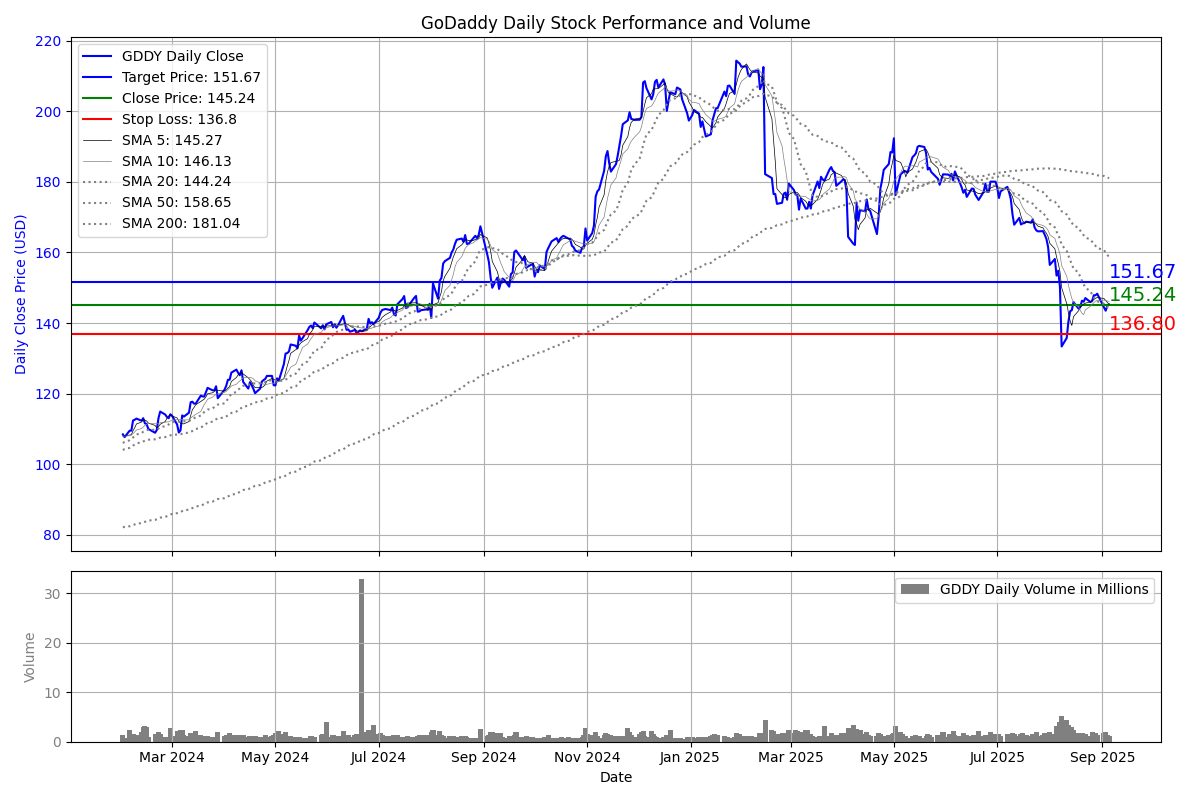 GoDaddy Daily Stock Performance and Volume
220
200
180
160
140
120
100
80
Daily Close Price (USD)
GDDY Daily Close
Target Price: 151.67
Close Price: 145.24
Stop Loss: 136.8
SMA 5: 145.27
SMA 10: 146.13
SMA 20: 144.24
SMA 50: 158.65
SMA 200: 181.04
151.67
145.24
136.80
30
20
10
0
Volume
GDDY Daily Volume in Millions
Mar 2024 May 2024 Jul 2024 Sep 2024 Nov 2024 Jan 2025 Mar 2025 May 2025 Jul 2025 Sep 2025
Date